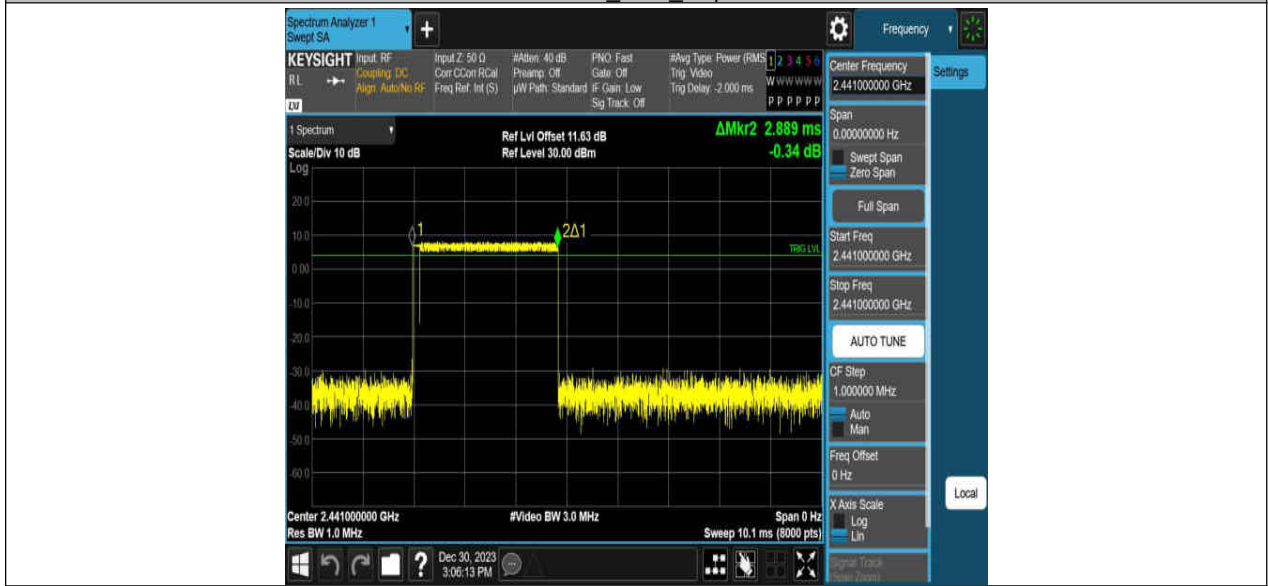 Spectrum Analyzer 1
Swept SA
+
Frequency
KEYSIGHT
RL
LXI
Input: RF
Coupling: DC
Align: Auto/No RF
Input Z: 50 Ω
Corr CCorr RCal
Freq Ref: Int (S)
#Atten: 40 dB
Preamp: Off
µW Path: Standard
PNO: Fast
Gate: Off
IF Gain: Low
Sig Track: Off
#Avg Type: Power (RMS
Trig: Video
Trig Delay: -2.000 ms
1 2 3 4 5 6
W W W W W W
P P P P P P
1 Spectrum
Scale/Div 10 dB
Log
Ref Lvl Offset 11.63 dB
Ref Level 30.00 dBm
ΔMkr2 2.889 ms
-0.34 dB
20.0
10.0
0.00
-10.0
-20.0
-30.0
-40.0
-50.0
-60.0
1
2Δ1
TRIG LVL
Center 2.441000000 GHz
Res BW 1.0 MHz
#Video BW 3.0 MHz
Span 0 Hz
Sweep 10.1 ms (8000 pts)
Dec 30, 2023
3:06:13 PM
?
Center Frequency
2.441000000 GHz
Settings
Span
0.00000000 Hz
Swept Span
Zero Span
Full Span
Start Freq
2.441000000 GHz
Stop Freq
2.441000000 GHz
AUTO TUNE
CF Step
1.000000 MHz
Auto
Man
Freq Offset
0 Hz
X Axis Scale
Log
Lin
Signal Track
(Span Zoom)
Local